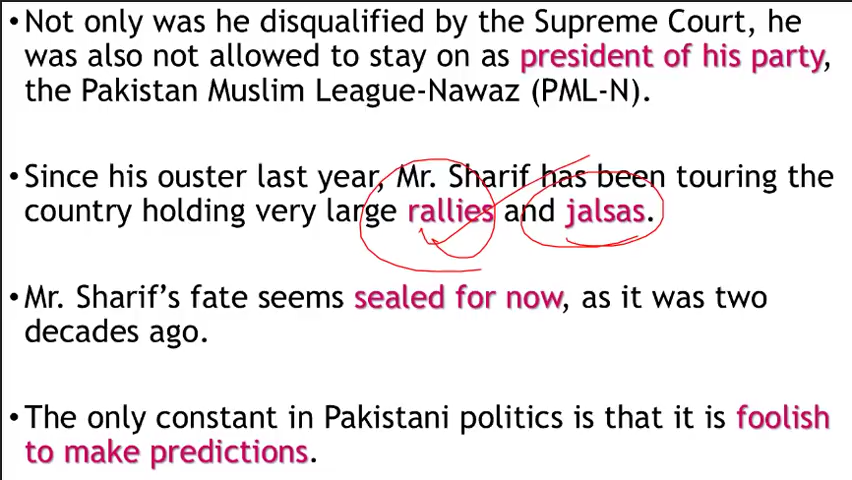 •Not only was he disqualified by the Supreme Court, he
was also not allowed to stay on as president of his party,
the Pakistan Muslim League-Nawaz (PML-N).
•Since his ouster last year, Mr. Sharif has been touring the
country holding very large rallies and jalsas.
•Mr. Sharif’s fate seems sealed for now, as it was two
decades ago.
•The only constant in Pakistani politics is that it is foolish
to make predictions.